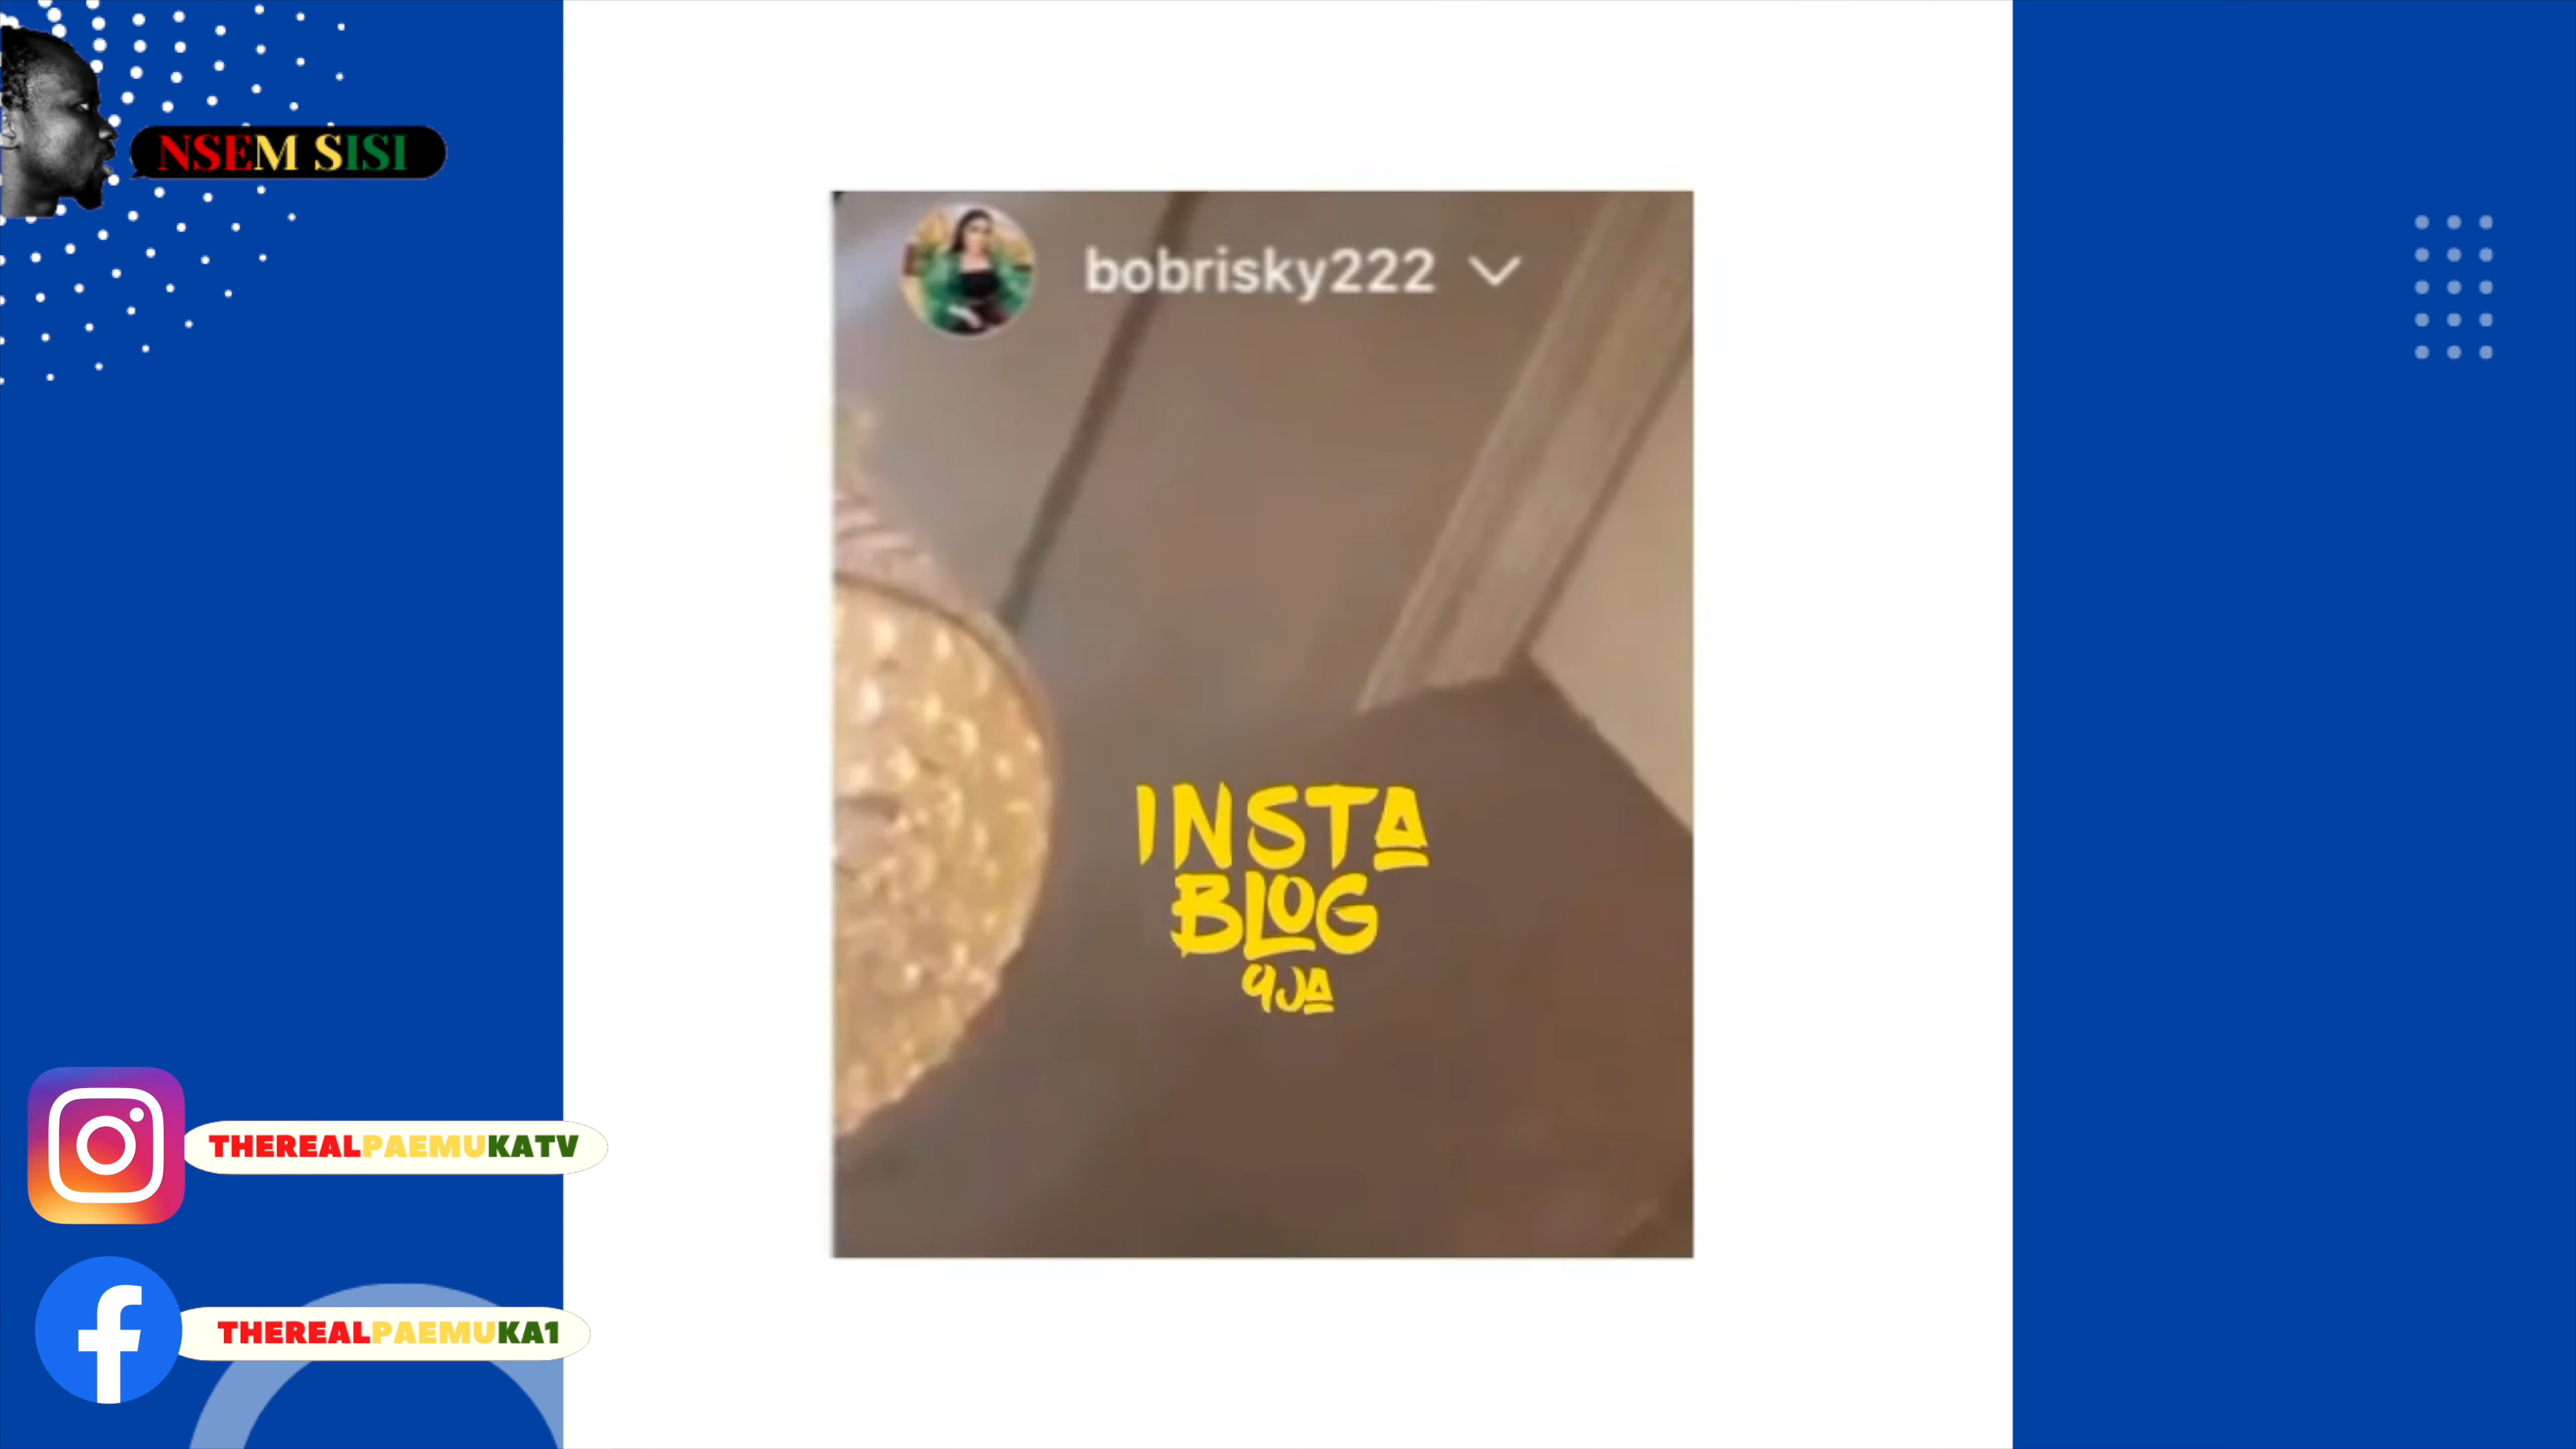 NSEM SISI
bobrisky222
INSTA
BLOG
9JA
THEREALPAEMUKATV
THEREALPAEMUKA1